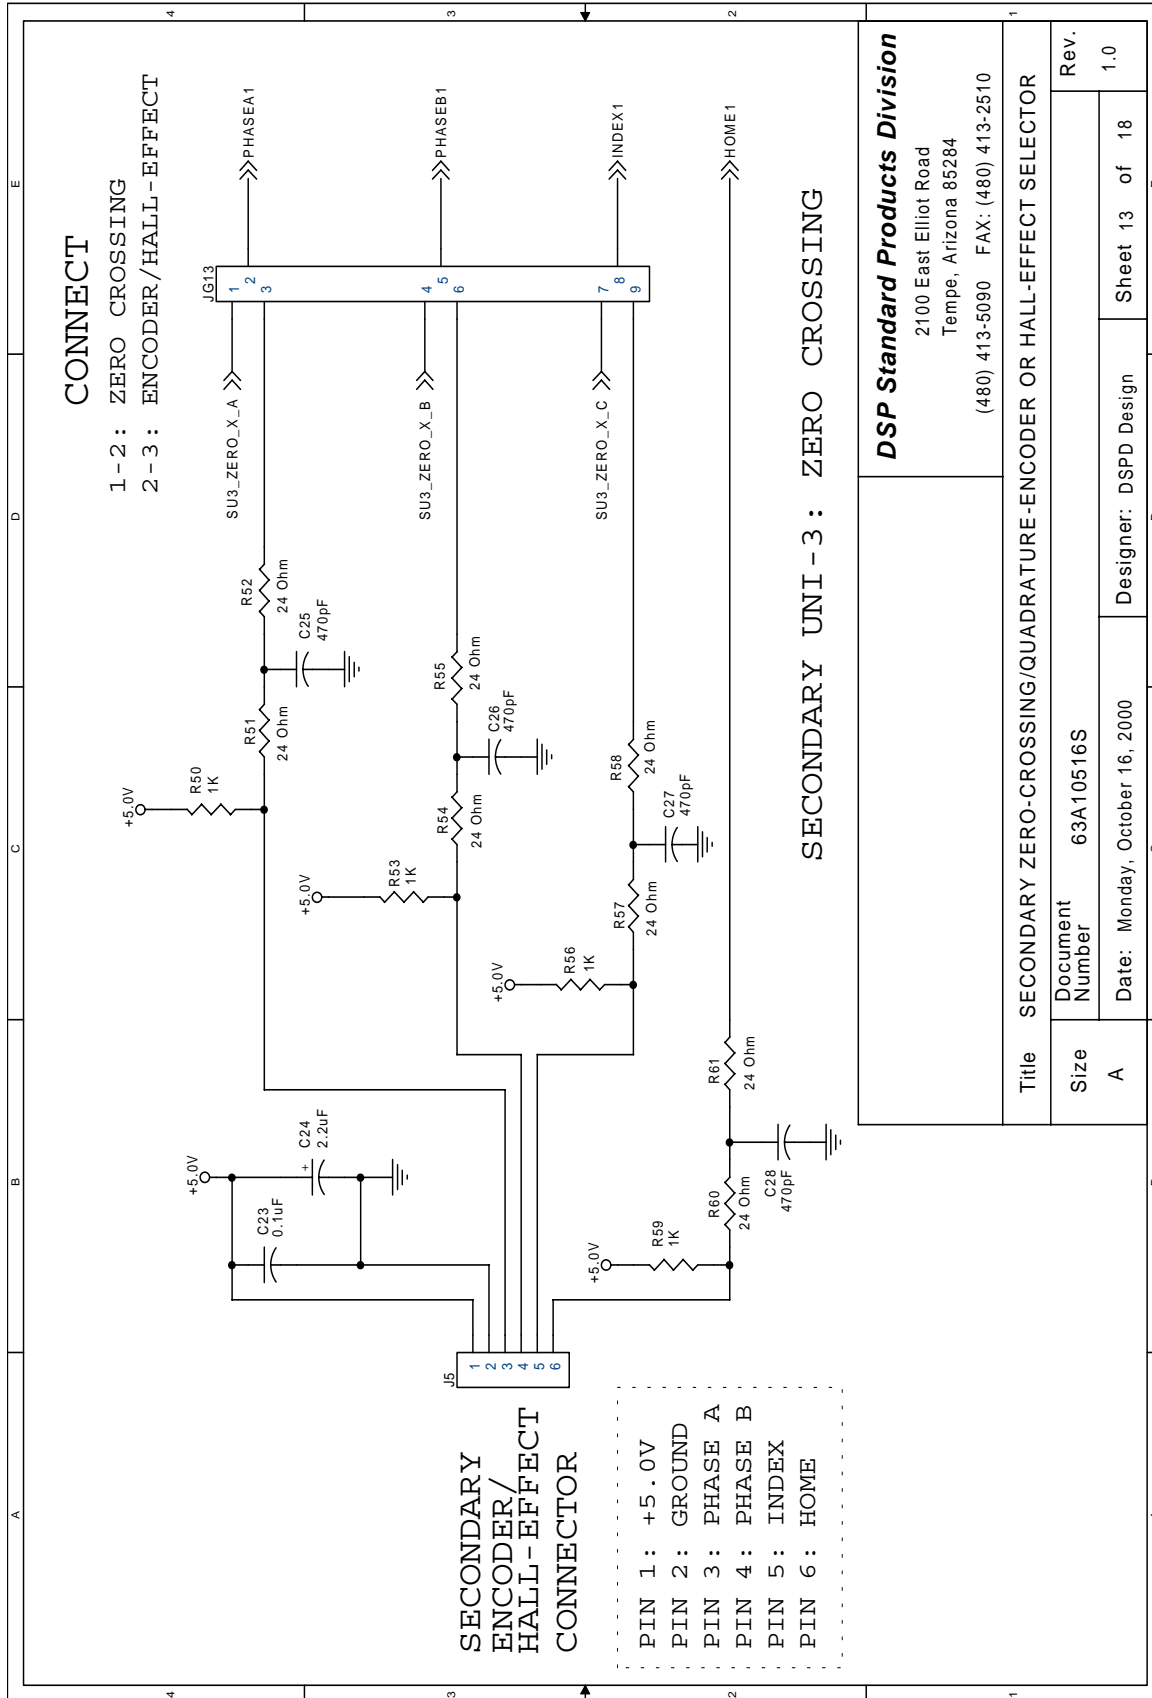 A
B
C
D
E
4
3
2
1
CONNECT
1-2: ZERO CROSSING
2-3: ENCODER/HALL-EFFECT
JG13
1
2
3
4
5
6
7
8
9
SU3_ZERO_X_A
SU3_ZERO_X_B
SU3_ZERO_X_C
PHASEA1
PHASEB1
INDEX1
HOME1
+5.0V
R50
1K
R51
24 Ohm
R52
24 Ohm
C25
470pF
+5.0V
R53
1K
R54
24 Ohm
R55
24 Ohm
C26
470pF
+5.0V
R56
1K
R57
24 Ohm
R58
24 Ohm
C27
470pF
+5.0V
R59
1K
R60
24 Ohm
R61
24 Ohm
C28
470pF
+5.0V
C23
0.1uF
+
C24
2.2uF
J5
1
2
3
4
5
6
SECONDARY
ENCODER/
HALL-EFFECT
CONNECTOR
PIN 1: +5.0V
PIN 2: GROUND
PIN 3: PHASE A
PIN 4: PHASE B
PIN 5: INDEX
PIN 6: HOME
SECONDARY UNI-3: ZERO CROSSING
DSP Standard Products Division
2100 East Elliot Road
Tempe, Arizona 85284
(480) 413-5090 FAX: (480) 413-2510
Title SECONDARY ZERO-CROSSING/QUADRATURE-ENCODER OR HALL-EFFECT SELECTOR
Size
A
Document
Number
63A10516S
Rev.
1.0
Date: Monday, October 16, 2000
Designer: DSPD Design
Sheet 13 of 18
4
3
2
1